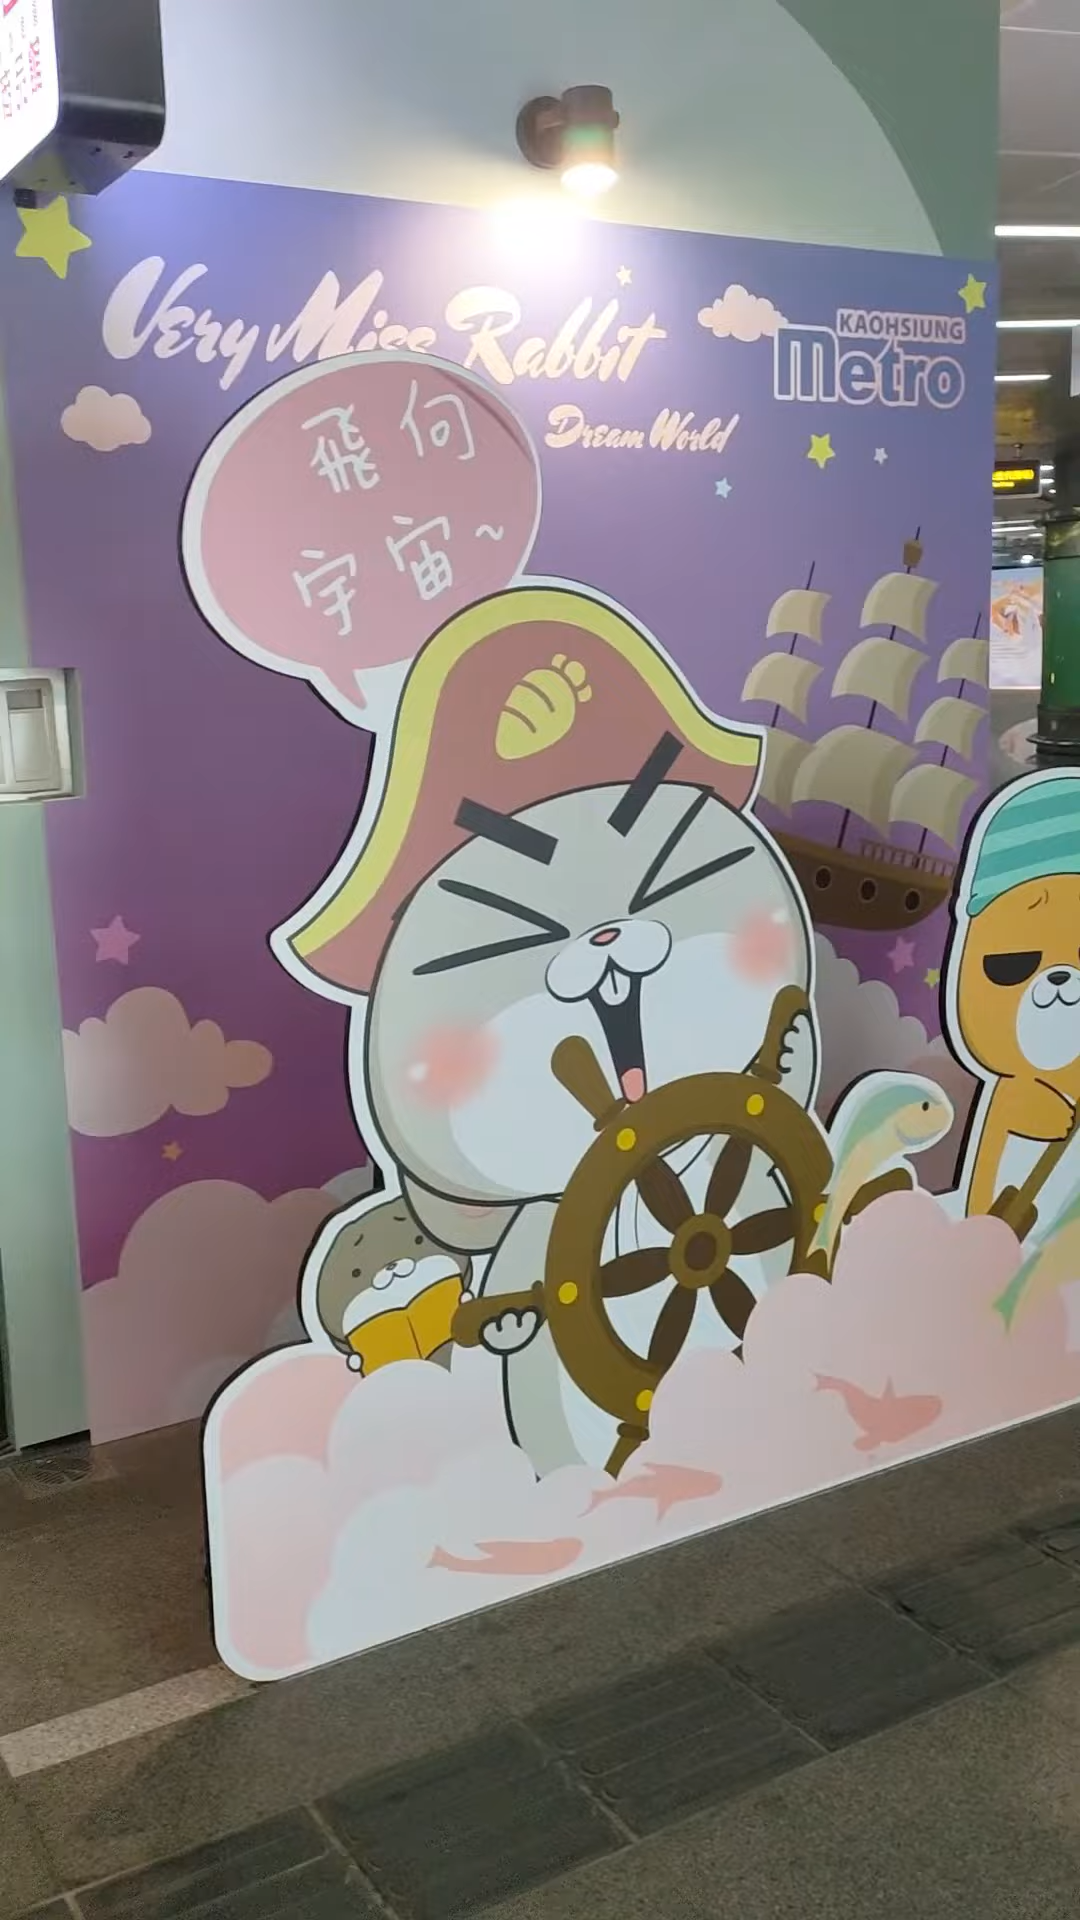 Very Miss Rabbit
KAOHSIUNG
metro
Dream World
飛向
宇宙~